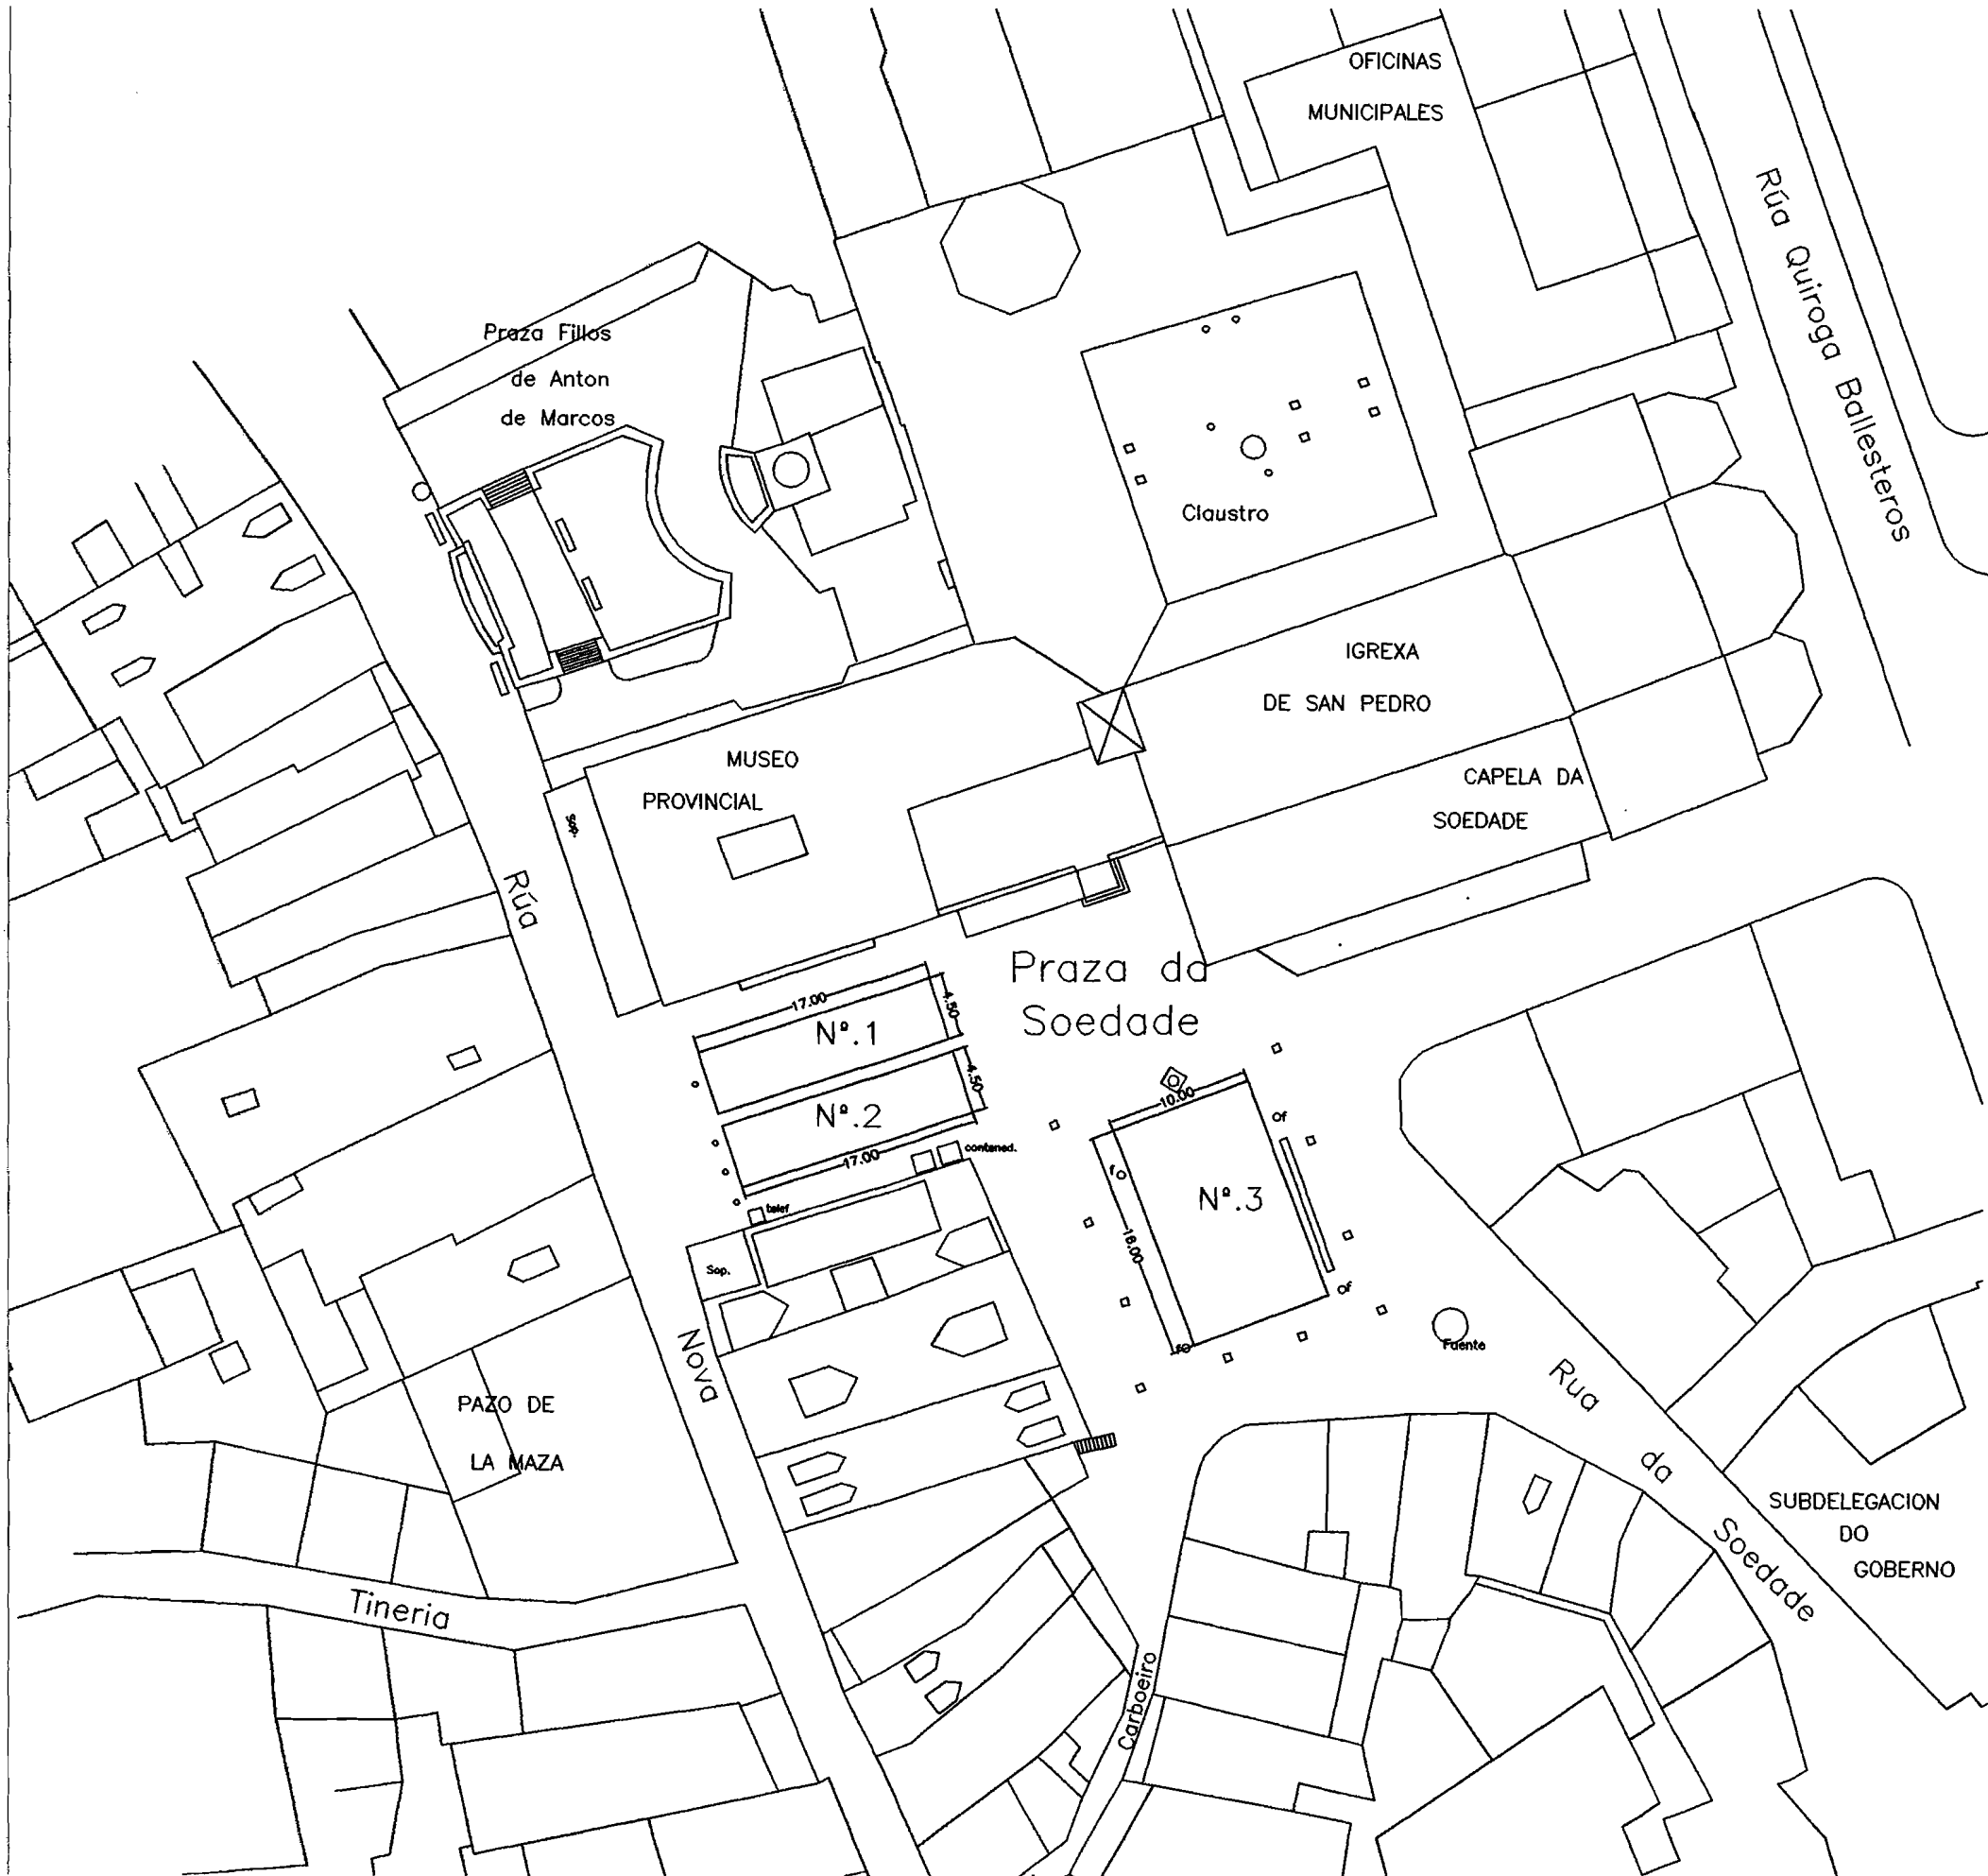 OFICINAS
MUNICIPALES
Rúa Quiroga Ballesteros
Praza Fillos
de Anton
de Marcos
Claustro
IGREXA
DE SAN PEDRO
MUSEO
PROVINCIAL
CAPELA DA
SOEDADE
Sop.
Rúa
Nova
Praza da
Soedade
17.00
4.50
Nº.1
4.50
Nº.2
17.00
contened.
telef
Sop.
10.00
Of
fO
Nº.3
16.00
Of
fO
Fuente
Rua
da
Soedade
PAZO DE
LA MAZA
SUBDELEGACION
DO
GOBERNO
Tineria
Carboeiro